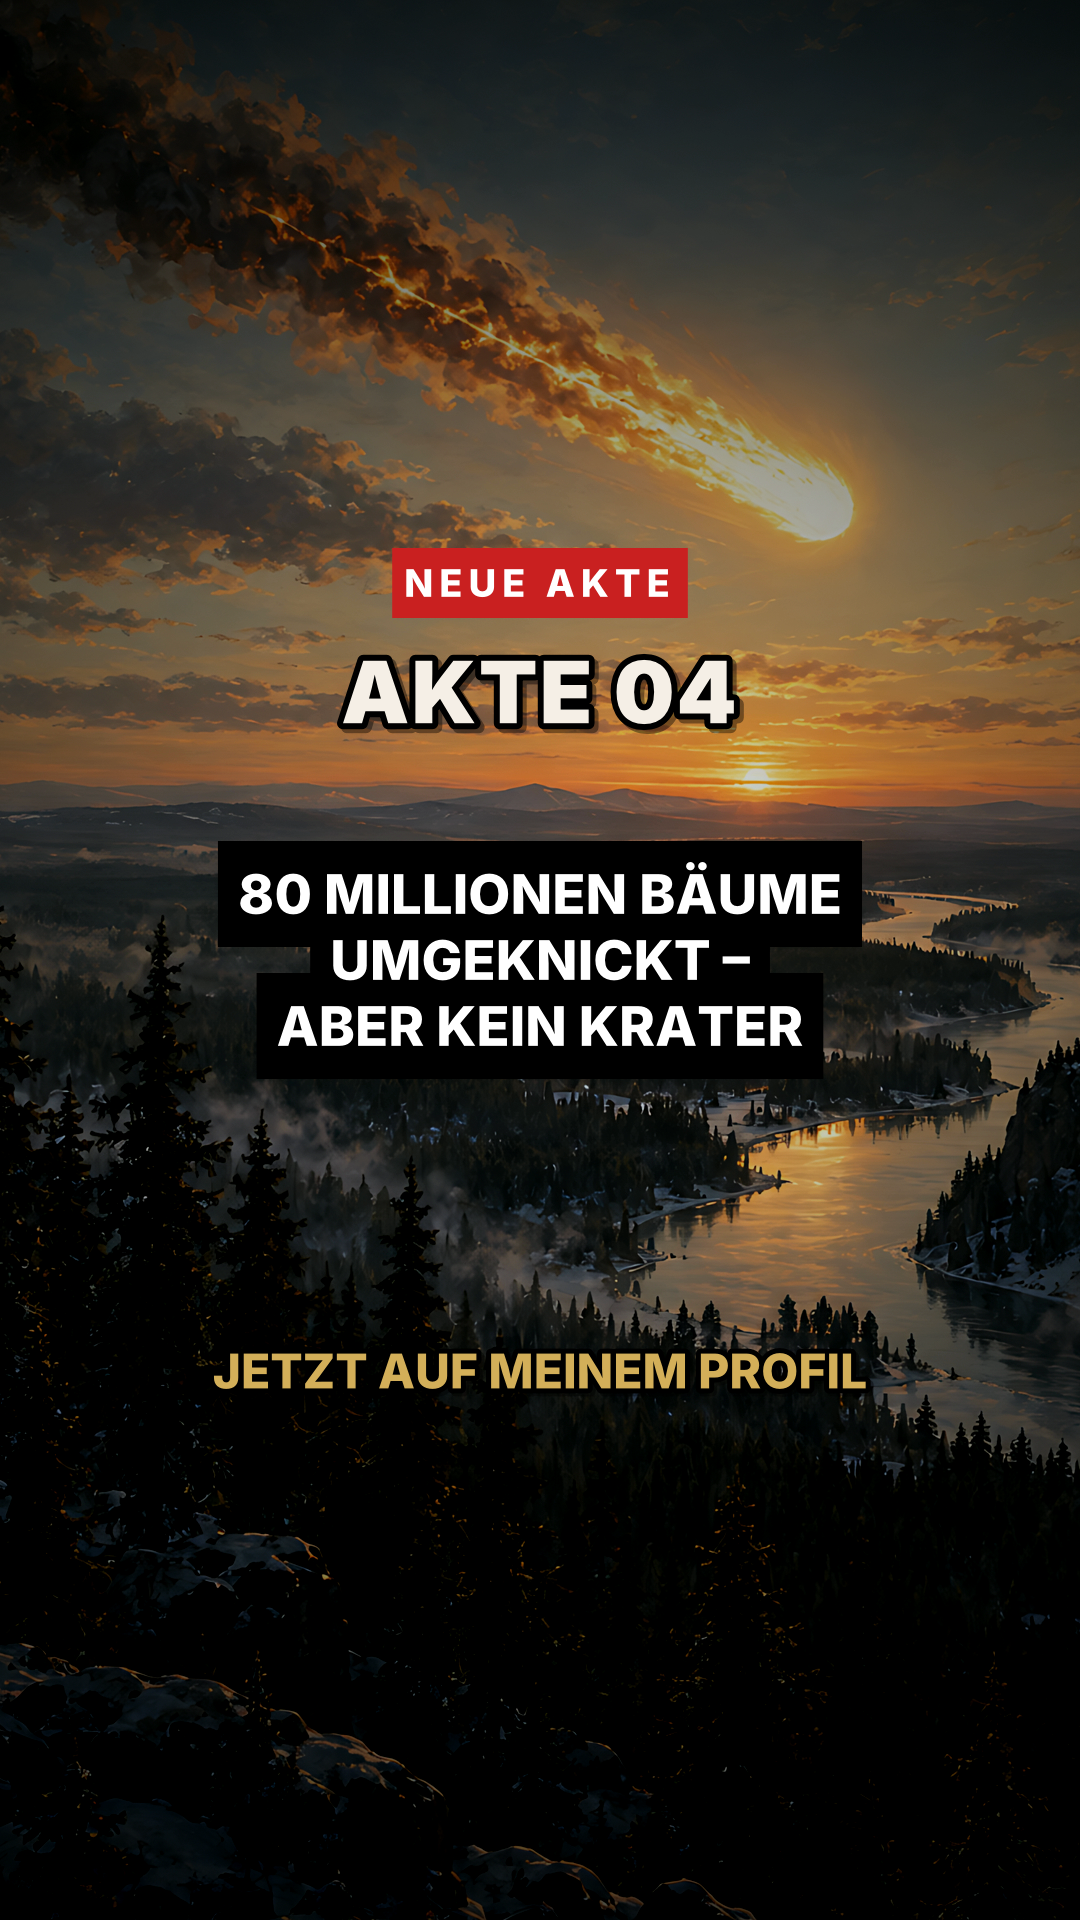 NEUE AKTE
AKTE 04
80 MILLIONEN BÄUME
UMGEKNICKT –
ABER KEIN KRATER
JETZT AUF MEINEM PROFIL